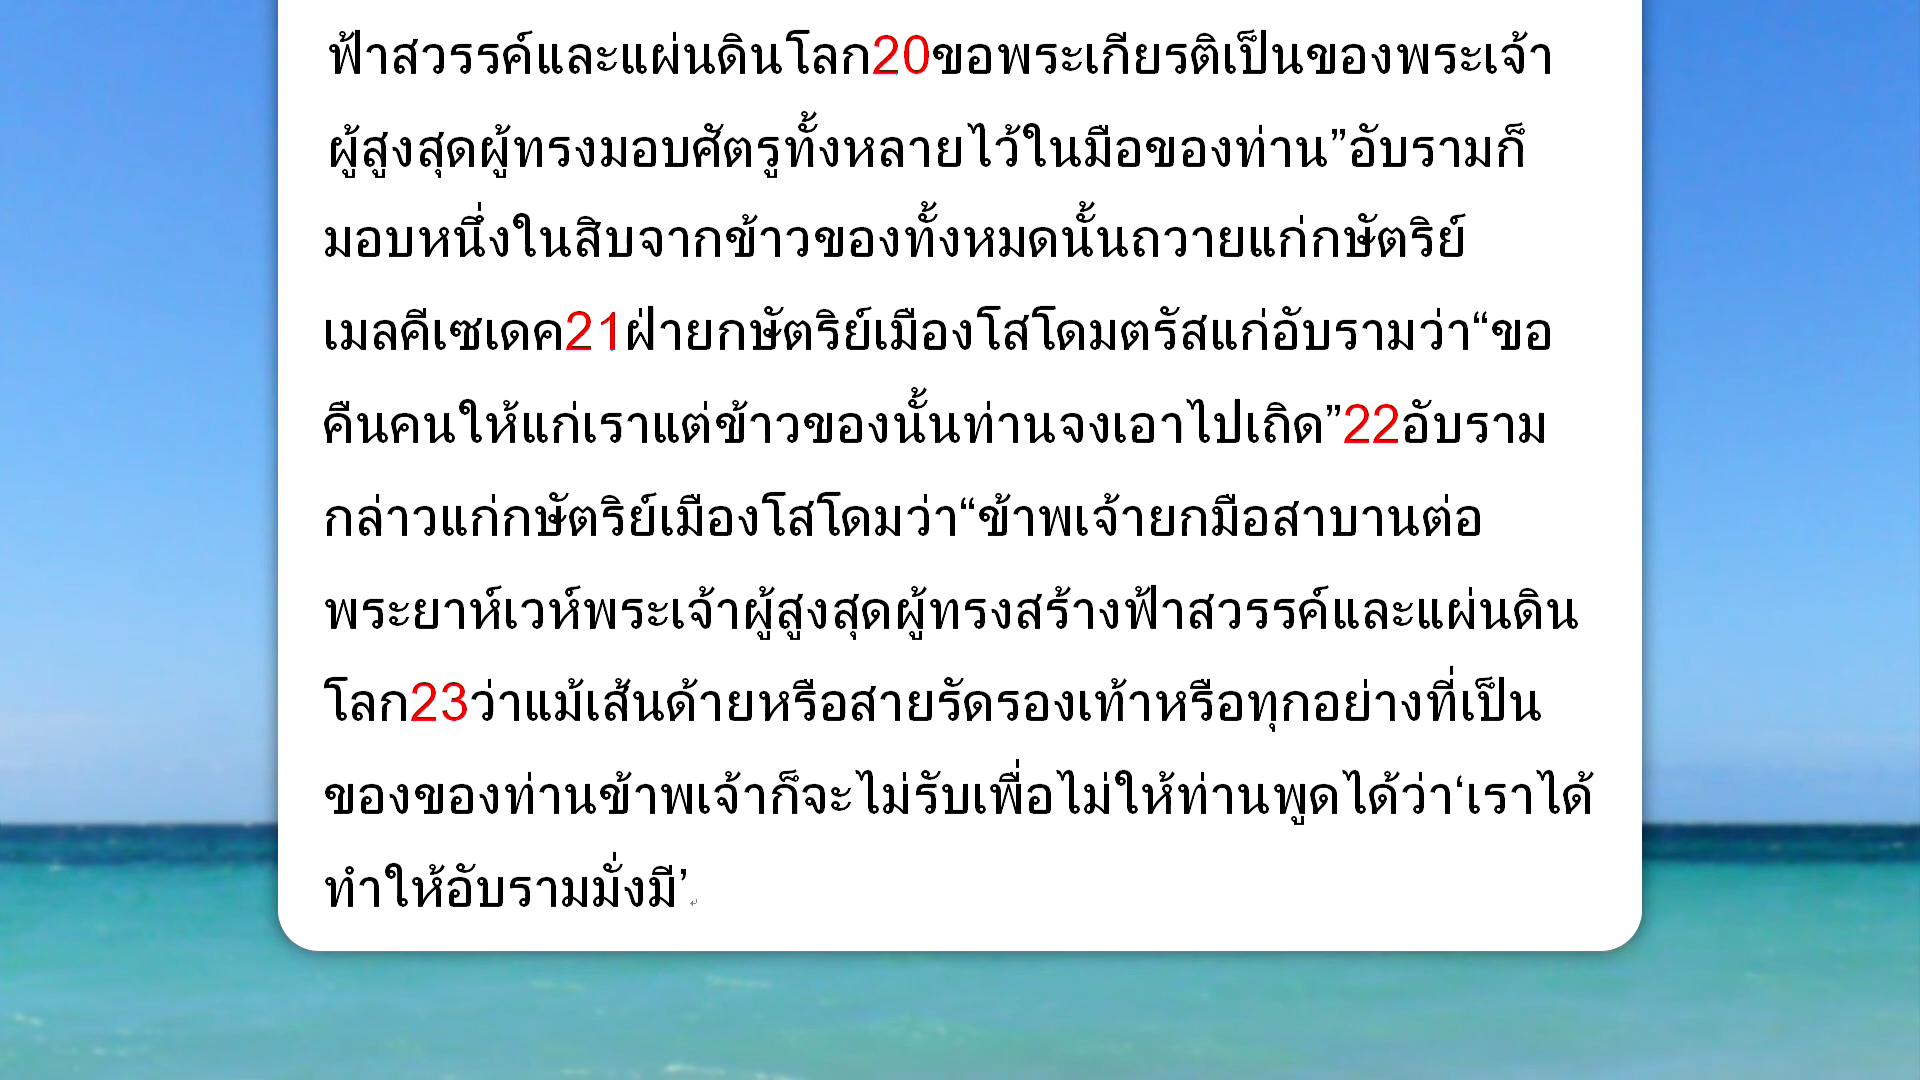 ฟ้าสวรรค์และแผ่นดินโลก20ขอพระเกียรติเป็นของพระเจ้า
ผู้สูงสุดผู้ทรงมอบศัตรูทั้งหลายไว้ในมือของท่าน”อับรามก็
มอบหนึ่งในสิบจากข้าวของทั้งหมดนั้นถวายแก่กษัตริย์
เมลคีเซเดค21ฝ่ายกษัตริย์เมืองโสโดมตรัสแก่อับรามว่า“ขอ
คืนคนให้แก่เราแต่ข้าวของนั้นท่านจงเอาไปเถิด”22อับราม
กล่าวแก่กษัตริย์เมืองโสโดมว่า“ข้าพเจ้ายกมือสาบานต่อ
พระยาห์เวห์พระเจ้าผู้สูงสุดผู้ทรงสร้างฟ้าสวรรค์และแผ่นดิน
โลก23ว่าแม้เส้นด้ายหรือสายรัดรองเท้าหรือทุกอย่างที่เป็น
ของของท่านข้าพเจ้าก็จะไม่รับเพื่อไม่ให้ท่านพูดได้ว่า‘เราได้
ทำให้อับรามมั่งมี’